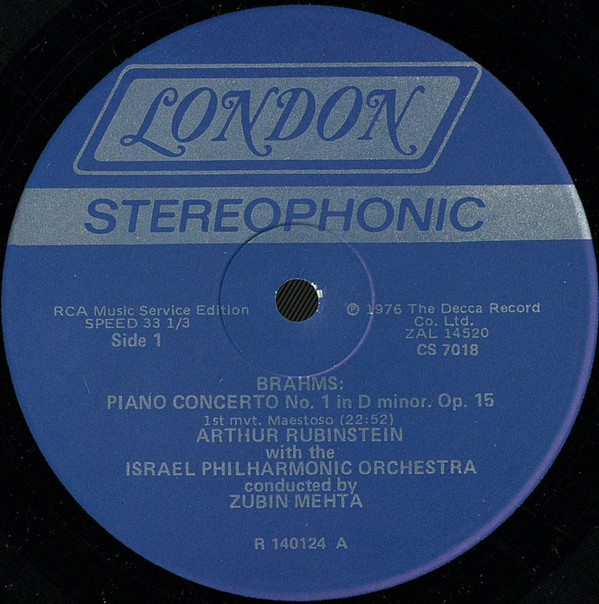 LONDON
STEREOPHONIC
RCA Music Service Edition
SPEED 33 1/3
Side 1
℗ 1976 The Decca Record
Co. Ltd.
ZAL 14520
CS 7018
BRAHMS:
PIANO CONCERTO No. 1 in D minor. Op. 15
1st mvt. Maestoso (22:52)
ARTHUR RUBINSTEIN
with the
ISRAEL PHILHARMONIC ORCHESTRA
conducted by
ZUBIN MEHTA
R 140124 A